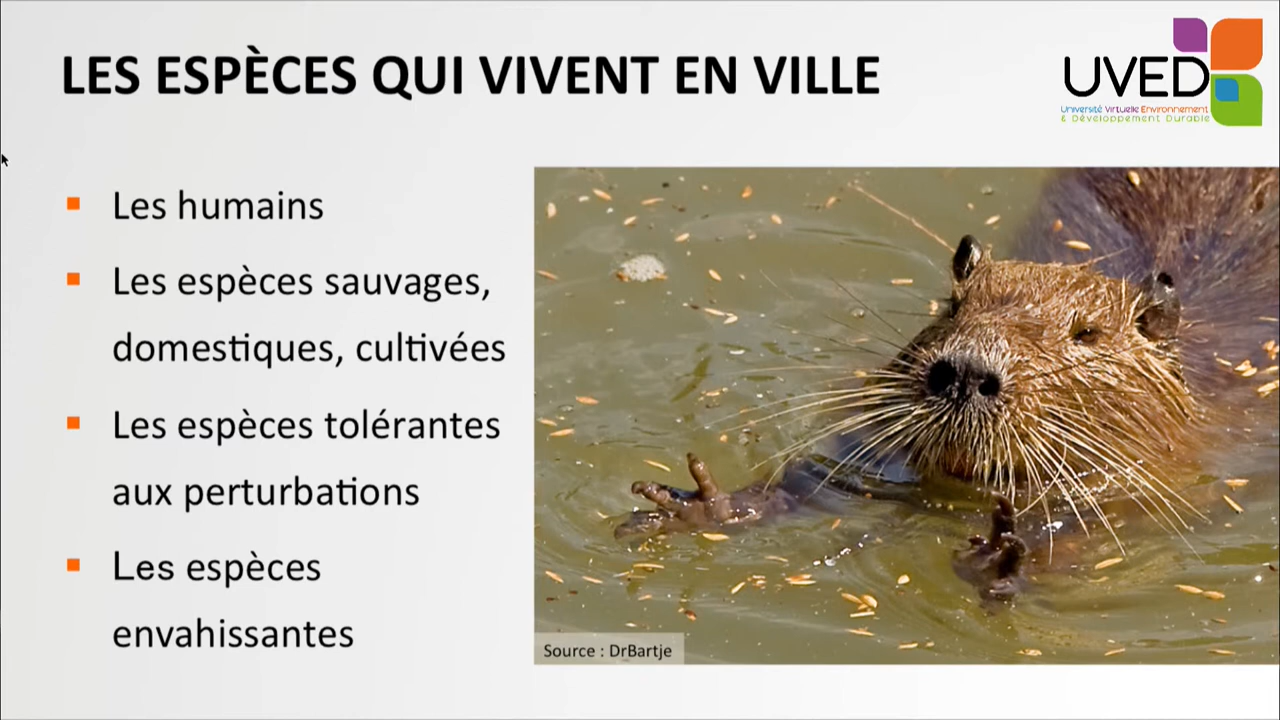 LES ESPÈCES QUI VIVENT EN VILLE
UVED
Université Virtuelle Environnement
& Développement Durable
Les humains
Les espèces sauvages,
domestiques, cultivées
Les espèces tolérantes
aux perturbations
Les espèces
envahissantes
Source : DrBartje